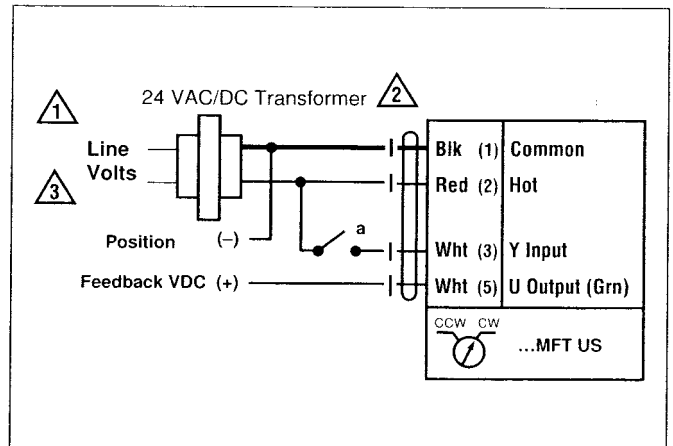 24 VAC/DC Transformer
2
1
Line
Volts
3
Position (–)
Feedback VDC (+)
a
Blk (1) Common
Red (2) Hot
Wht (3) Y Input
Wht (5) U Output (Grn)
CCW CW
...MFT US